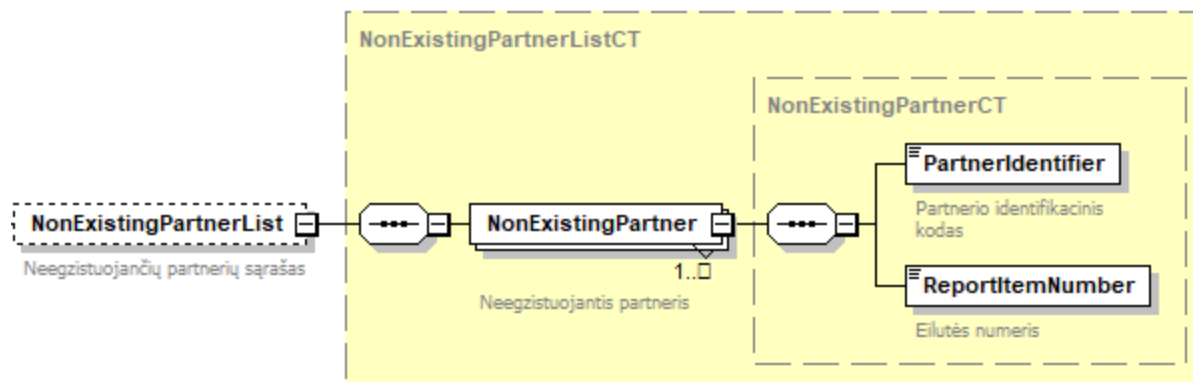 NonExistingPartnerListCT
NonExistingPartnerCT
PartnerIdentifier
Partnerio identifikacinis
kodas
NonExistingPartnerList
Neegzistuojančių partnerių sąrašas
NonExistingPartner
1..□
Neegzistuojantis partneris
ReportItemNumber
Eilutės numeris